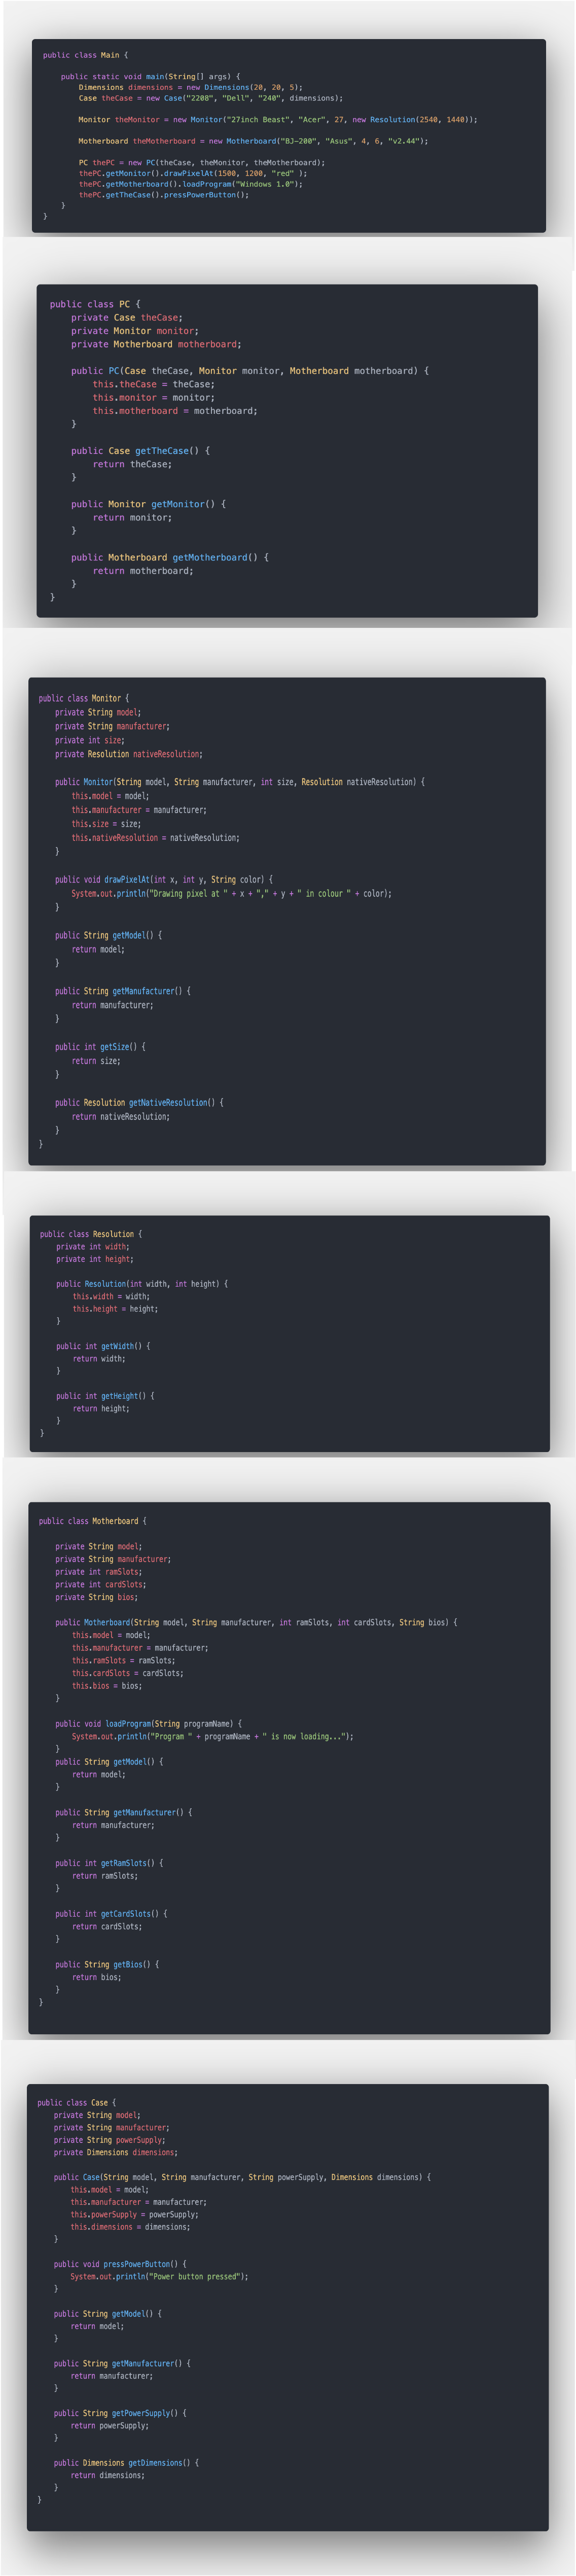 public class Main {
public static void main(String[] args) {
Dimensions dimensions = new Dimensions(20, 20, 5);
Case theCase = new Case("2208", "Dell", "240", dimensions);
Monitor theMonitor = new Monitor("27inch Beast", "Acer", 27, new Resolution(2540, 1440));
Motherboard theMotherboard = new Motherboard("BJ-200", "Asus", 4, 6, "v2.44");
PC thePC = new PC(theCase, theMonitor, theMotherboard);
thePC.getMonitor().drawPixelAt(1500, 1200, "red" );
thePC.getMotherboard().loadProgram("Windows 1.0");
thePC.getTheCase().pressPowerButton();
}
}
public class PC {
private Case theCase;
private Monitor monitor;
private Motherboard motherboard;
public PC(Case theCase, Monitor monitor, Motherboard motherboard) {
this.theCase = theCase;
this.monitor = monitor;
this.motherboard = motherboard;
}
public Case getTheCase() {
return theCase;
}
public Monitor getMonitor() {
return monitor;
}
public Motherboard getMotherboard() {
return motherboard;
}
}
public class Monitor {
private String model;
private String manufacturer;
private int size;
private Resolution nativeResolution;
public Monitor(String model, String manufacturer, int size, Resolution nativeResolution) {
this.model = model;
this.manufacturer = manufacturer;
this.size = size;
this.nativeResolution = nativeResolution;
}
public void drawPixelAt(int x, int y, String color) {
System.out.println("Drawing pixel at " + x + "," + y + " in colour " + color);
}
public String getModel() {
return model;
}
public String getManufacturer() {
return manufacturer;
}
public int getSize() {
return size;
}
public Resolution getNativeResolution() {
return nativeResolution;
}
}
public class Resolution {
private int width;
private int height;
public Resolution(int width, int height) {
this.width = width;
this.height = height;
}
public int getWidth() {
return width;
}
public int getHeight() {
return height;
}
}
public class Motherboard {
private String model;
private String manufacturer;
private int ramSlots;
private int cardSlots;
private String bios;
public Motherboard(String model, String manufacturer, int ramSlots, int cardSlots, String bios) {
this.model = model;
this.manufacturer = manufacturer;
this.ramSlots = ramSlots;
this.cardSlots = cardSlots;
this.bios = bios;
}
public void loadProgram(String programName) {
System.out.println("Program " + programName + " is now loading...");
}
public String getModel() {
return model;
}
public String getManufacturer() {
return manufacturer;
}
public int getRamSlots() {
return ramSlots;
}
public int getCardSlots() {
return cardSlots;
}
public String getBios() {
return bios;
}
}
public class Case {
private String model;
private String manufacturer;
private String powerSupply;
private Dimensions dimensions;
public Case(String model, String manufacturer, String powerSupply, Dimensions dimensions) {
this.model = model;
this.manufacturer = manufacturer;
this.powerSupply = powerSupply;
this.dimensions = dimensions;
}
public void pressPowerButton() {
System.out.println("Power button pressed");
}
public String getModel() {
return model;
}
public String getManufacturer() {
return manufacturer;
}
public String getPowerSupply() {
return powerSupply;
}
public Dimensions getDimensions() {
return dimensions;
}
}